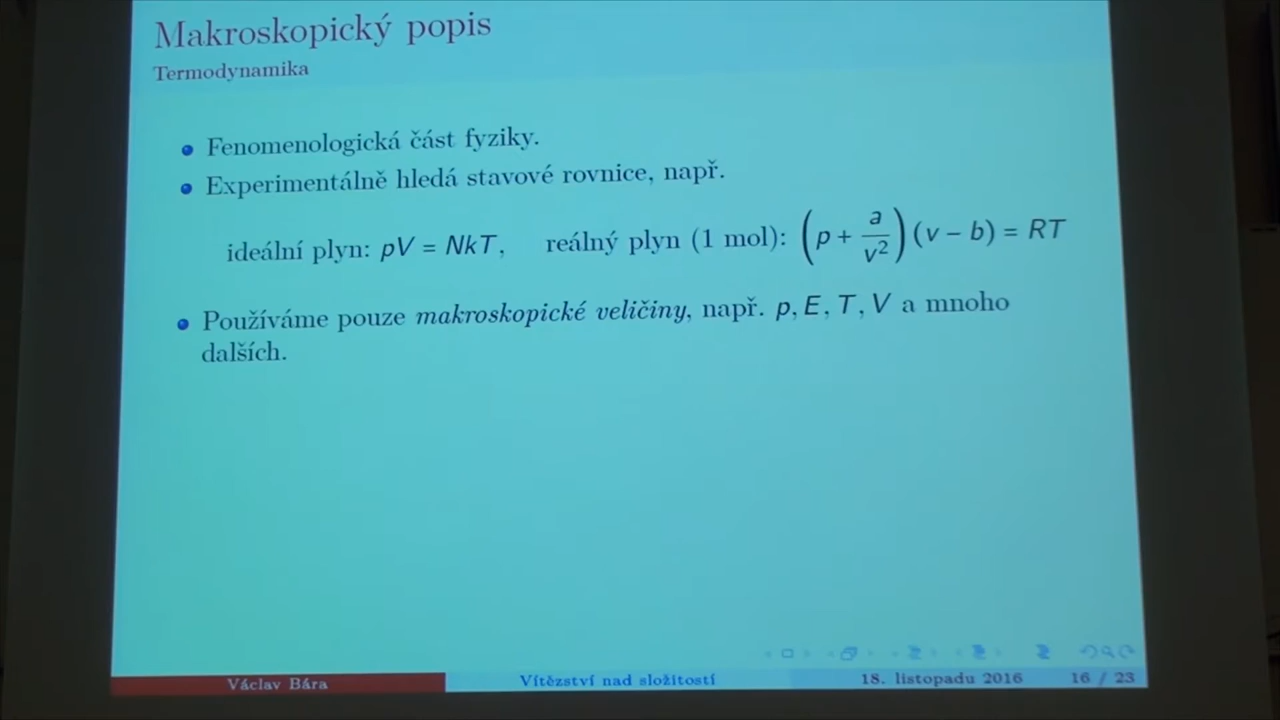 Makroskopický popis
Termodynamika
Fenomenologická část fyziky.
Experimentálně hledá stavové rovnice, např.
ideální plyn: pV = NkT, reálný plyn (1 mol): (p + a/v²)(v − b) = RT
Používáme pouze makroskopické veličiny, např. p, E, T, V a mnoho
dalších.
Václav Bára Vítězství nad složitostí 18. listopadu 2016 16 / 23